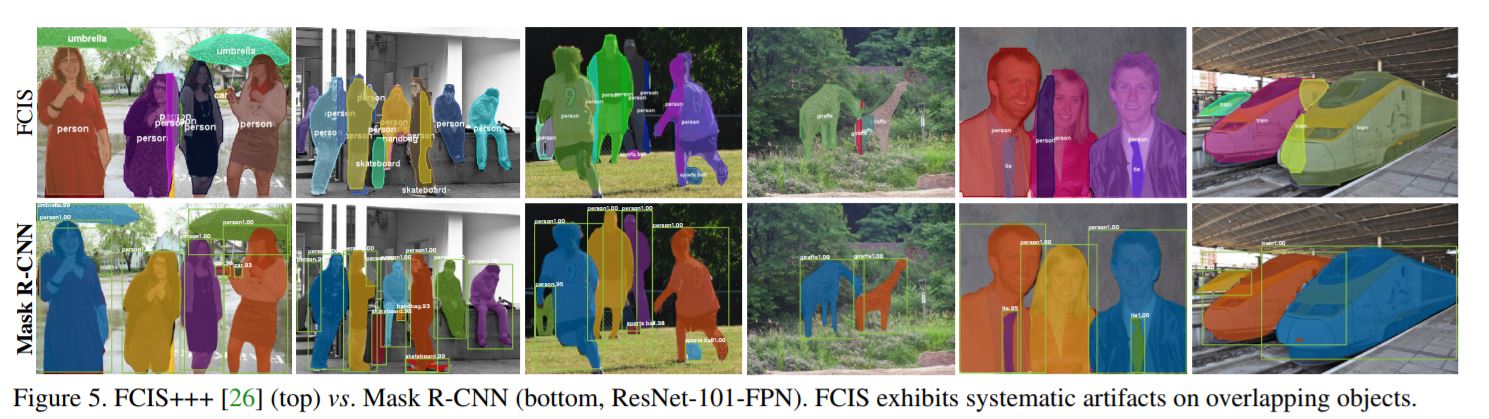 FCIS
umbrella
umbrella
car
person
person
person
person
person
person
person
person
person
person
handbag
skateboard
skateboard
person
person
person
person
person
person
person
sports ball
sports ball
giraffe
giraffe
person
person
person
person
tie
tie
train
train
train
train
Mask R-CNN
umbrella.99
person1.00
person1.00
person1.00
car.93
person1.00
person1.00
person1.00
handbag.93
skateboard.99
person1.00
person1.00
person1.00
person1.00
person.95
sports ball.98
sports ball1.00
giraffe1.00
giraffe1.00
person1.00
person1.00
tie.95
tie1.00
train1.00
Figure 5. FCIS+++ [26] (top) vs. Mask R-CNN (bottom, ResNet-101-FPN). FCIS exhibits systematic artifacts on overlapping objects.